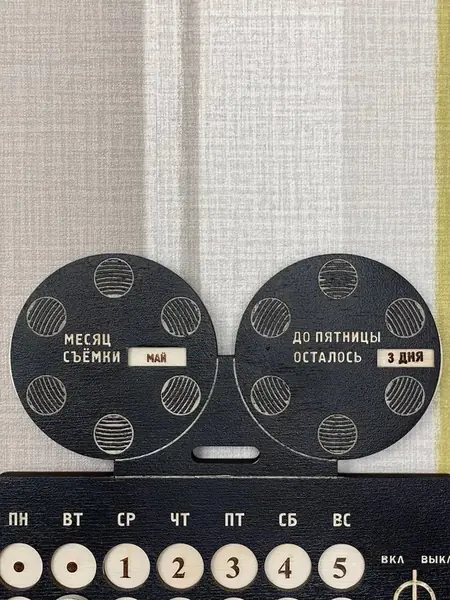 МЕСЯЦ
СЪЁМКИ МАЙ
ДО ПЯТНИЦЫ
ОСТАЛОСЬ 3 ДНЯ
ПН ВТ СР ЧТ ПТ СБ ВС
1 2 3 4 5
ВКЛ ВЫКЛ